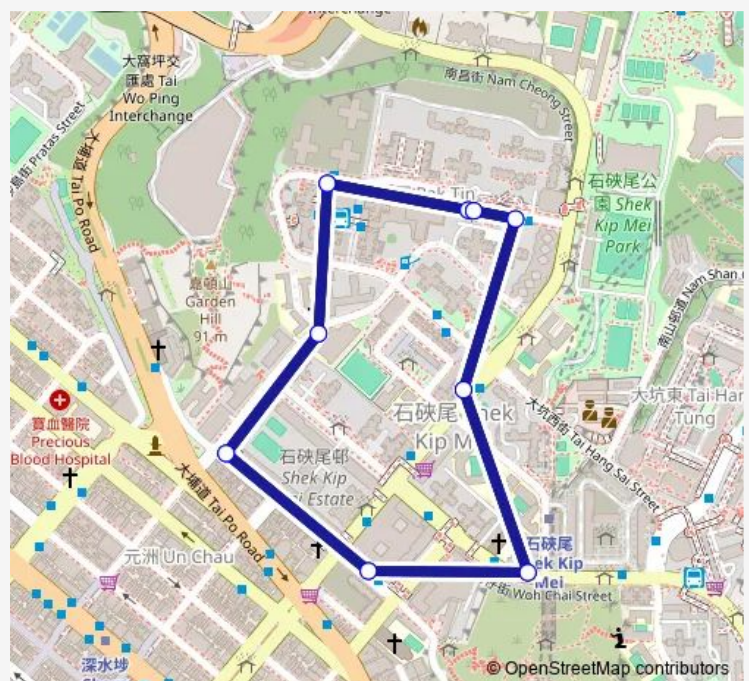 Interchange
大窩坪交
匯處 Tai
Wo Ping
Interchange
南昌街 Nam Cheong Street
Pratas Street
大埔道 Tai Po Road
石硤尾公
園 Shek
Kip Mei
Park
Tin
嘉頓山
Garden
Hill
91 m
南山邨道 Nam Shan
寶血醫院
Precious
Blood Hospital
石硤尾
Kip
大坑東 Tai
Tung
大坑西街 Tai Hang Sai Street
石硤尾邨
Shek Kip
Estate
大埔道 Tai Po Road
元洲 Un Chau
石硤尾
Kip
Mei
街 Woh Chai Street
深水埗
© OpenStreetMap contributors